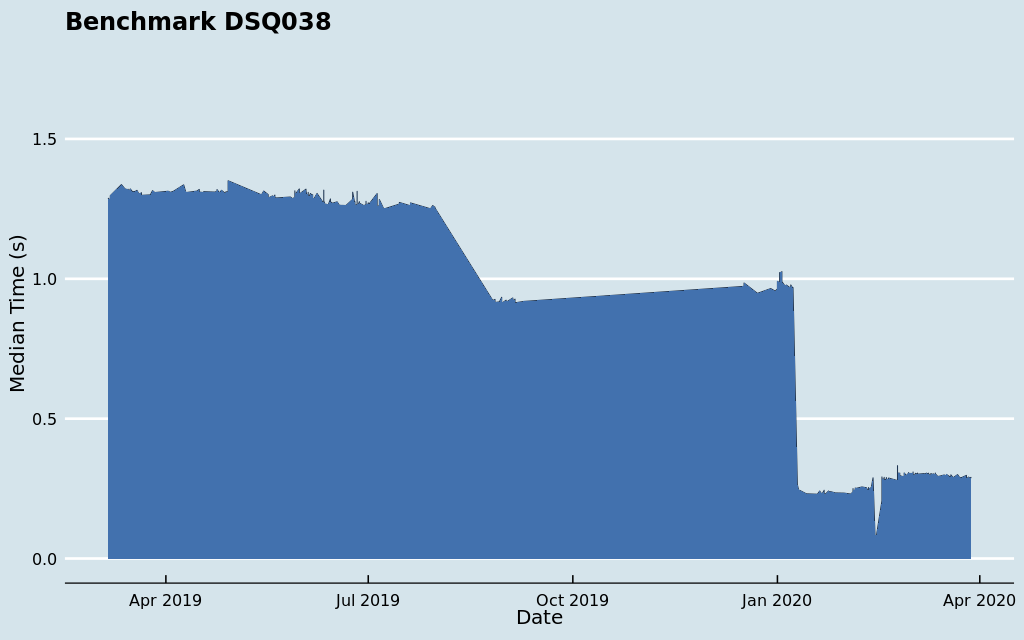 Benchmark DSQ038
Median Time (s)
1.5
1.0
0.5
0.0
Apr 2019
Jul 2019
Oct 2019
Jan 2020
Apr 2020
Date